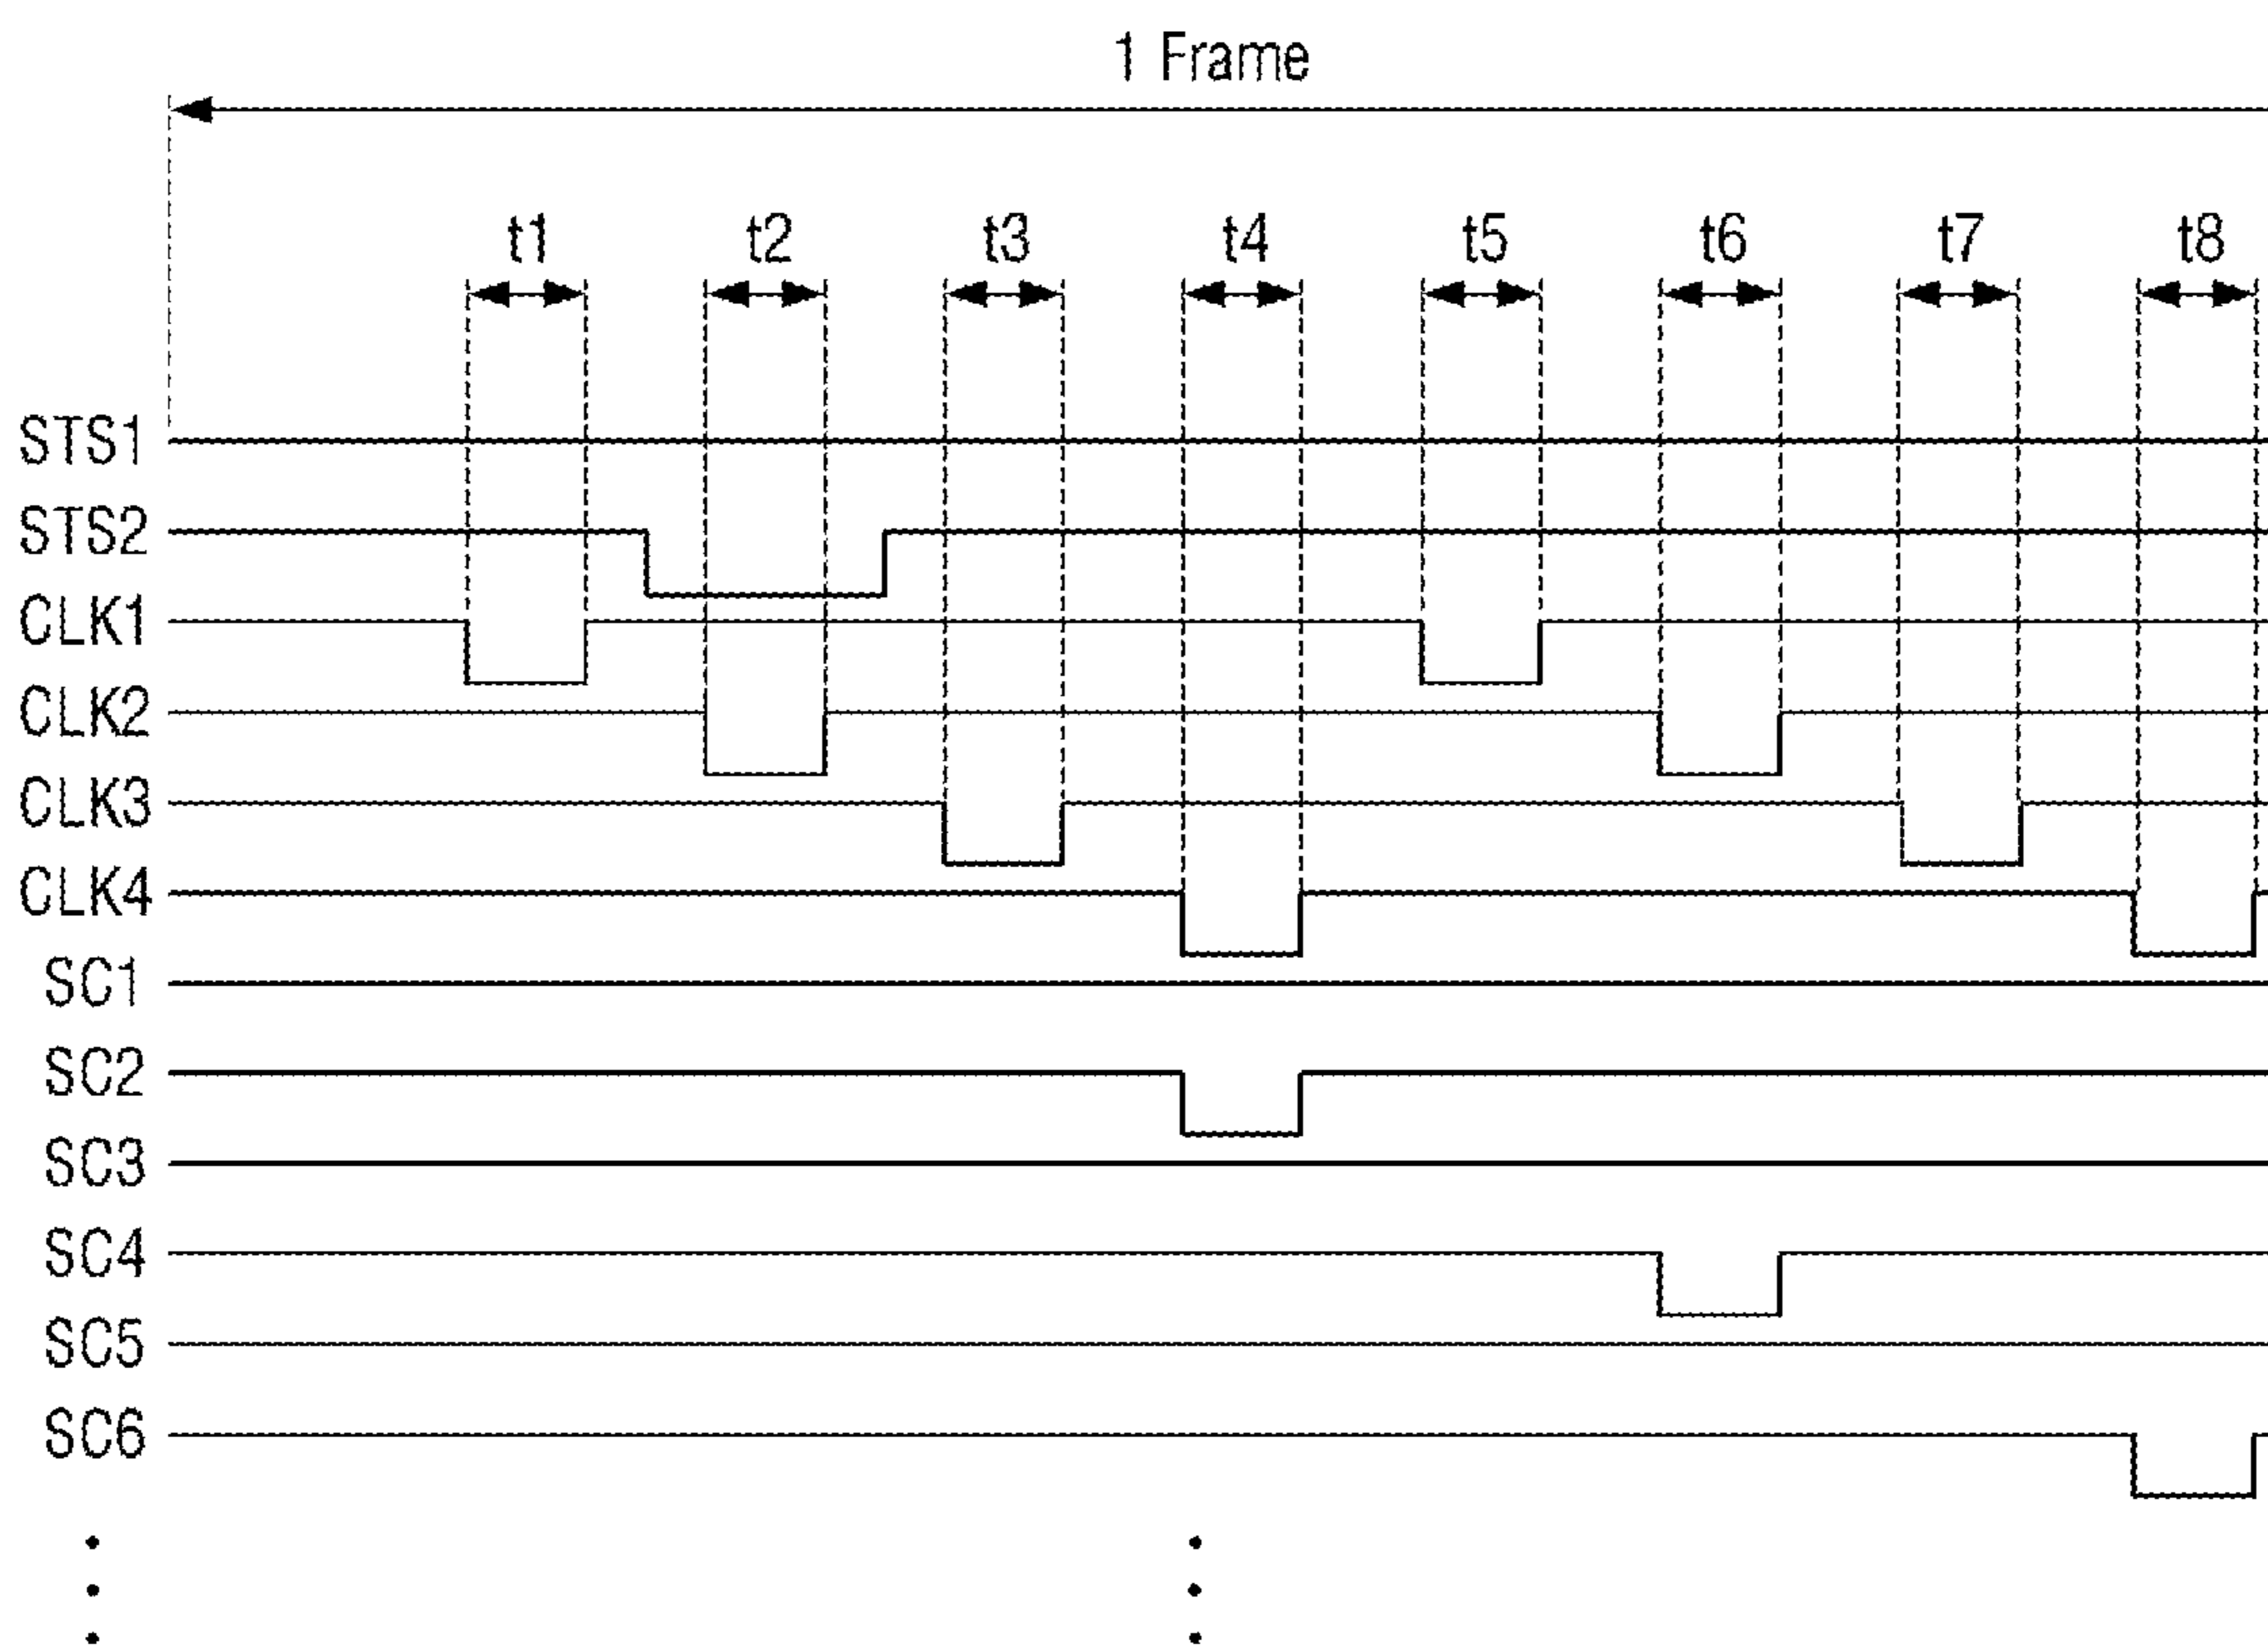 1 Frame
t1 t2 t3 t4 t5 t6 t7 t8
STS1
STS2
CLK1
CLK2
CLK3
CLK4
SC1
SC2
SC3
SC4
SC5
SC6